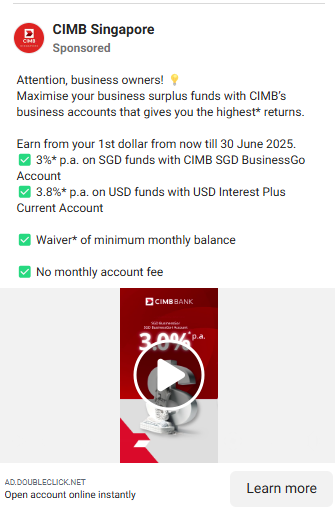 CIMB Singapore
Sponsored
Attention, business owners! 💡
Maximise your business surplus funds with CIMB's
business accounts that gives you the highest* returns.
Earn from your 1st dollar from now till 30 June 2025.
✅ 3%* p.a. on SGD funds with CIMB SGD BusinessGo
Account
✅ 3.8%* p.a. on USD funds with USD Interest Plus
Current Account
✅ Waiver* of minimum monthly balance
✅ No monthly account fee
CIMB BANK
SGD BusinessGo Account
3.0%* p.a.
AD.DOUBLECLICK.NET
Open account online instantly
Learn more